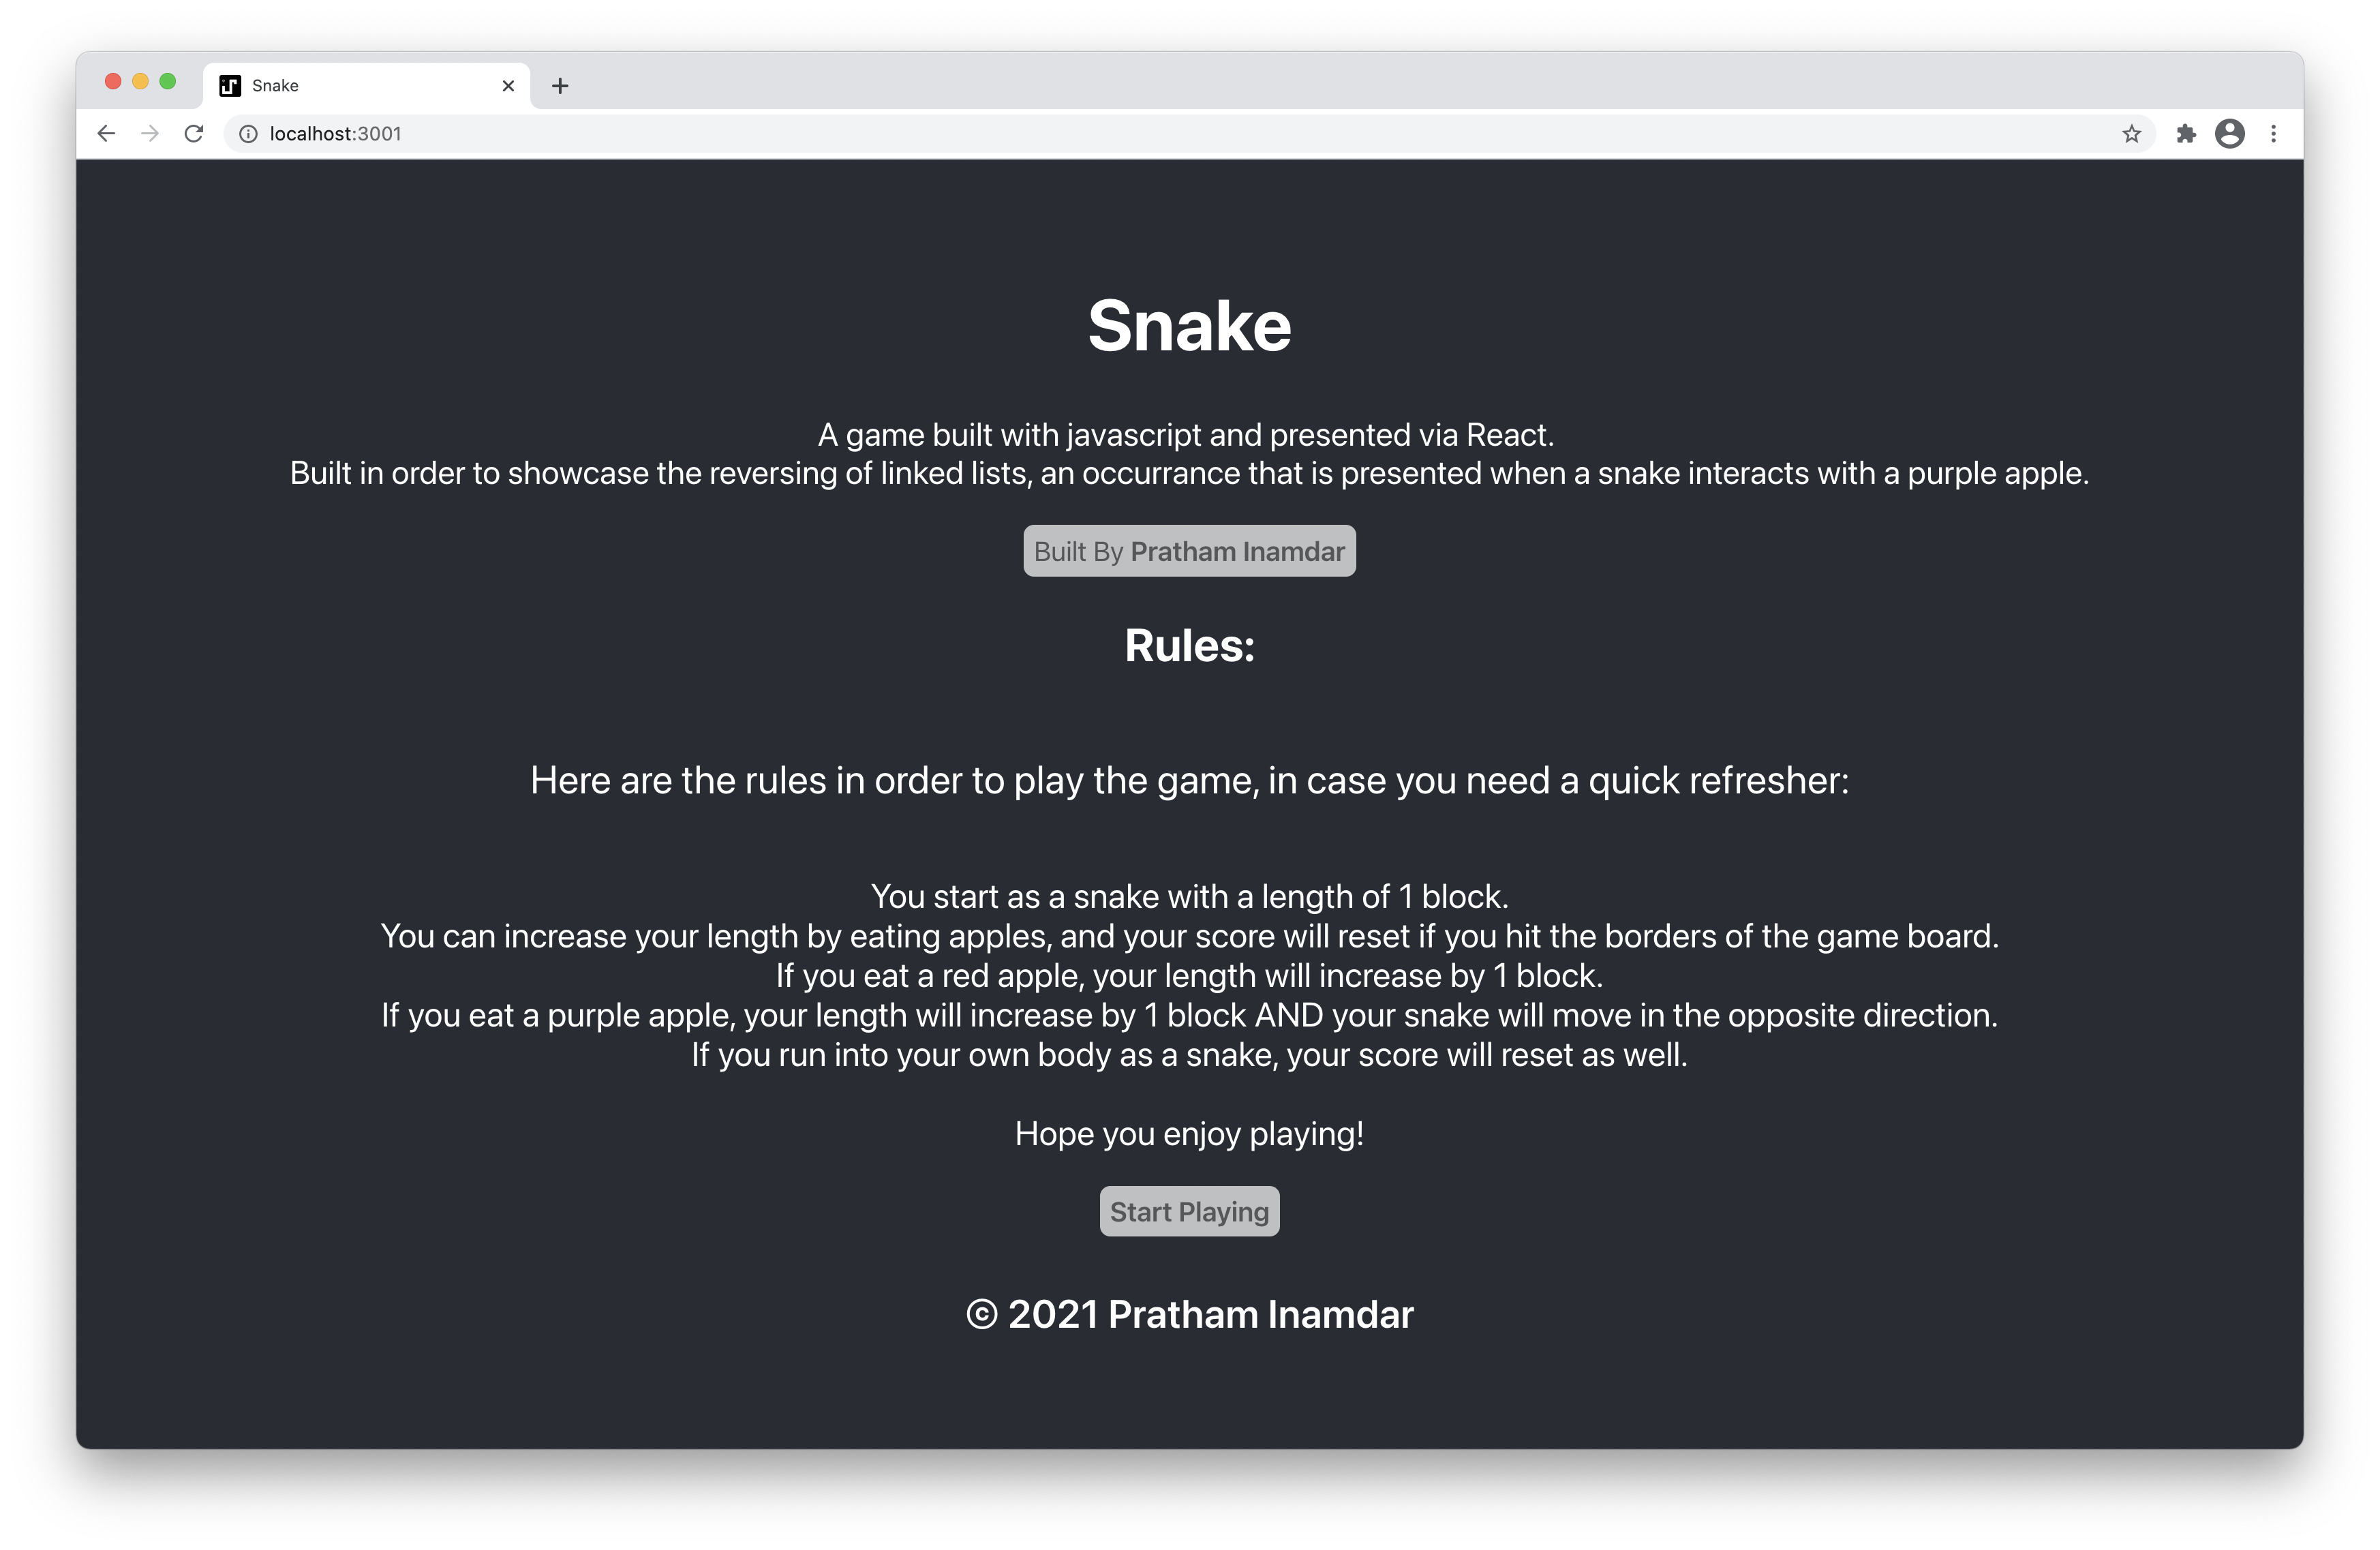 Snake
localhost:3001
Snake
A game built with javascript and presented via React.
Built in order to showcase the reversing of linked lists, an occurrance that is presented when a snake interacts with a purple apple.
Built By Pratham Inamdar
Rules:
Here are the rules in order to play the game, in case you need a quick refresher:
You start as a snake with a length of 1 block.
You can increase your length by eating apples, and your score will reset if you hit the borders of the game board.
If you eat a red apple, your length will increase by 1 block.
If you eat a purple apple, your length will increase by 1 block AND your snake will move in the opposite direction.
If you run into your own body as a snake, your score will reset as well.
Hope you enjoy playing!
Start Playing
© 2021 Pratham Inamdar